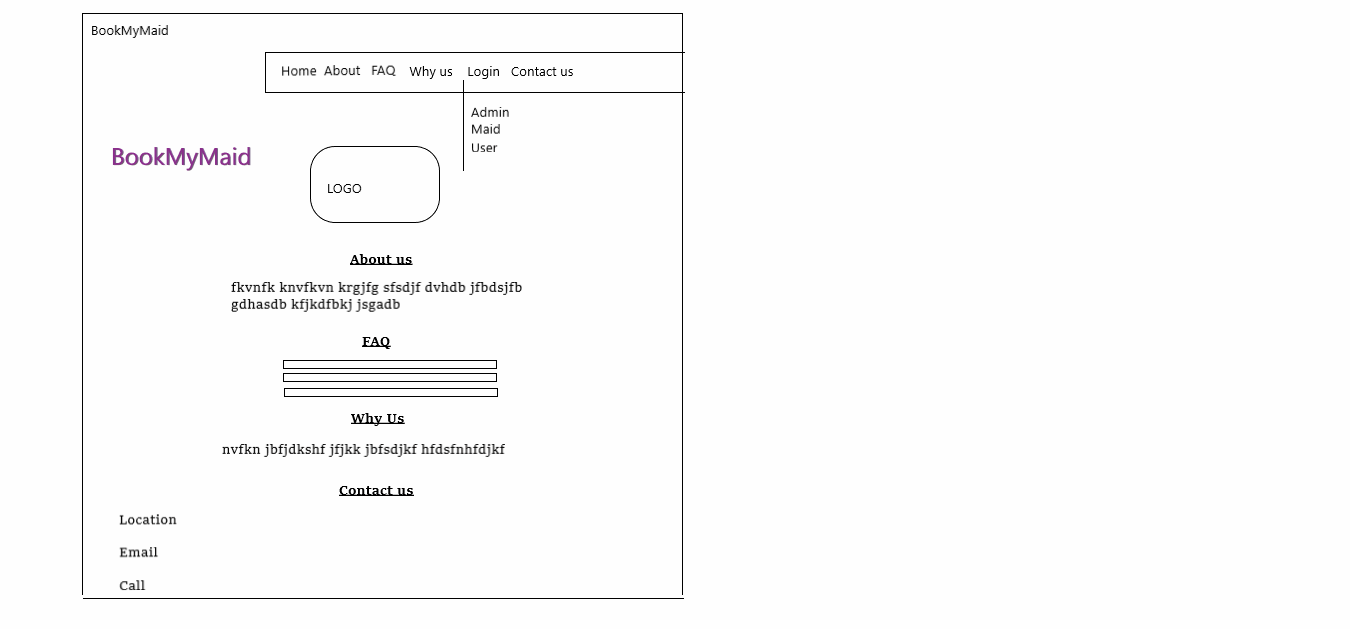 BookMyMaid
Home About FAQ Why us Login Contact us
Admin
Maid
User
BookMyMaid
LOGO
About us
fkvnfk knvfkvn krgjfg sfsdjf dvhdb jfbdsjfb
gdhasdb kfjkdfbkj jsgadb
FAQ
Why Us
nvfkn jbfjdkshf jfjkk jbfsdjkf hfdsfnhfdjkf
Contact us
Location
Email
Call